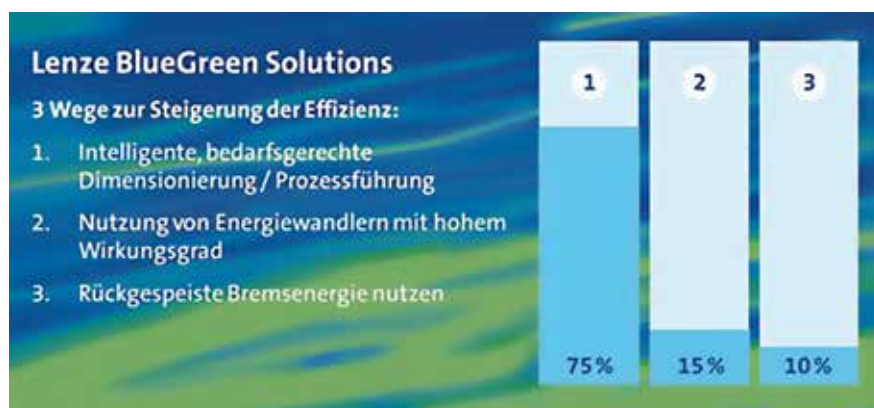 Lenze BlueGreen Solutions
3 Wege zur Steigerung der Effizienz:
1. Intelligente, bedarfsgerechte
Dimensionierung / Prozessführung
2. Nutzung von Energiewandlern mit hohem
Wirkungsgrad
3. Rückgespeiste Bremsenergie nutzen
1 2 3
75% 15% 10%